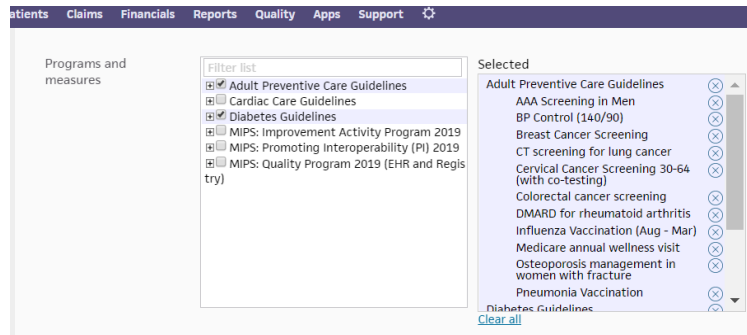 atients Claims Financials Reports Quality Apps Support
Programs and
measures
Filter list
Adult Preventive Care Guidelines
Cardiac Care Guidelines
Diabetes Guidelines
MIPS: Improvement Activity Program 2019
MIPS: Promoting Interoperability (PI) 2019
MIPS: Quality Program 2019 (EHR and Regis
try)
Selected
Adult Preventive Care Guidelines
AAA Screening in Men
BP Control (140/90)
Breast Cancer Screening
CT screening for lung cancer
Cervical Cancer Screening 30-64
(with co-testing)
Colorectal cancer screening
DMARD for rheumatoid arthritis
Influenza Vaccination (Aug - Mar)
Medicare annual wellness visit
Osteoporosis management in
women with fracture
Pneumonia Vaccination
Diabetes Guidelines
Clear all